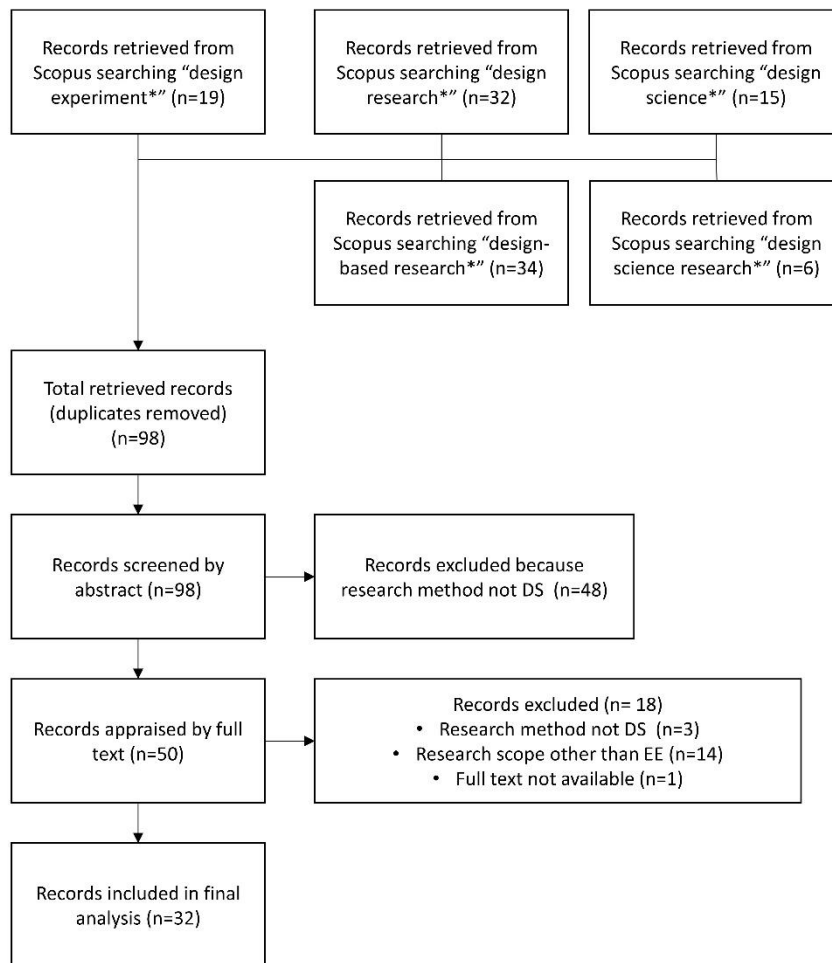 Records retrieved from
Scopus searching “design
experiment*” (n=19)
Records retrieved from
Scopus searching “design
research*” (n=32)
Records retrieved from
Scopus searching “design
science*” (n=15)
Records retrieved from
Scopus searching “design-
based research*” (n=34)
Records retrieved from
Scopus searching “design
science research*” (n=6)
Total retrieved records
(duplicates removed)
(n=98)
Records screened by
abstract (n=98)
Records excluded because
research method not DS (n=48)
Records appraised by full
text (n=50)
Records excluded (n= 18)
• Research method not DS (n=3)
• Research scope other than EE (n=14)
• Full text not available (n=1)
Records included in final
analysis (n=32)